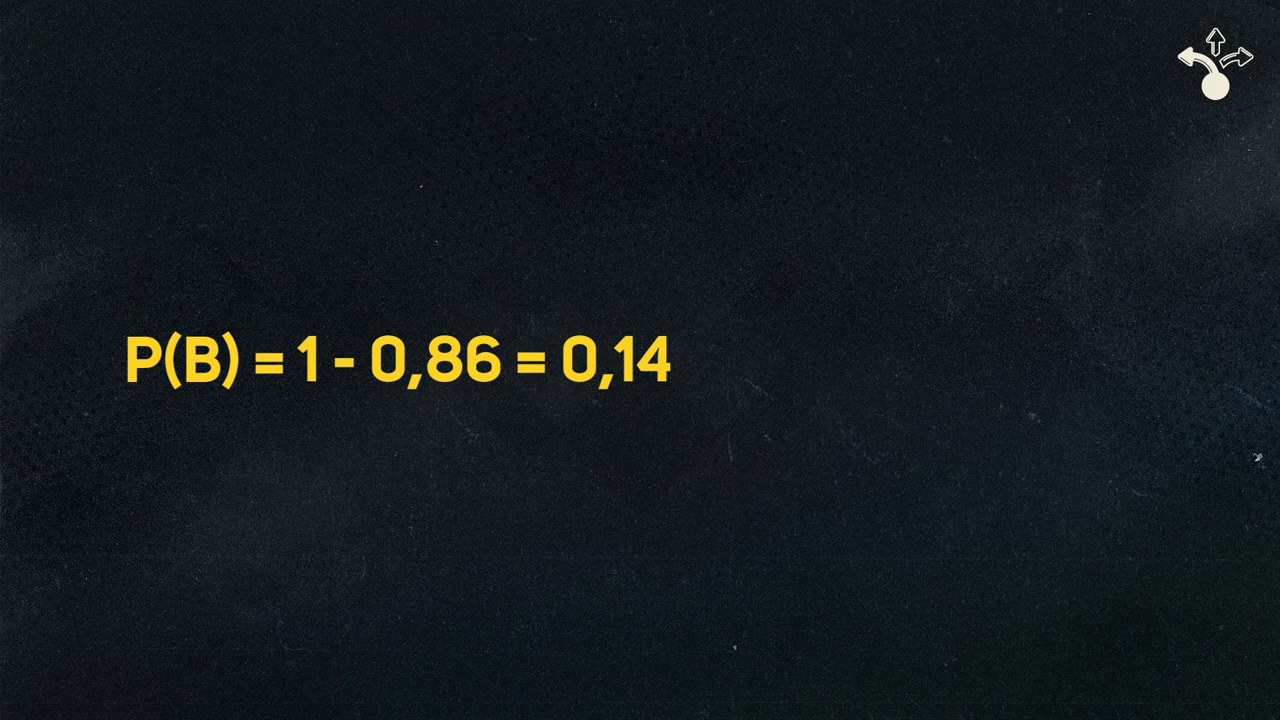 P(B) = 1 - 0,86 = 0,14